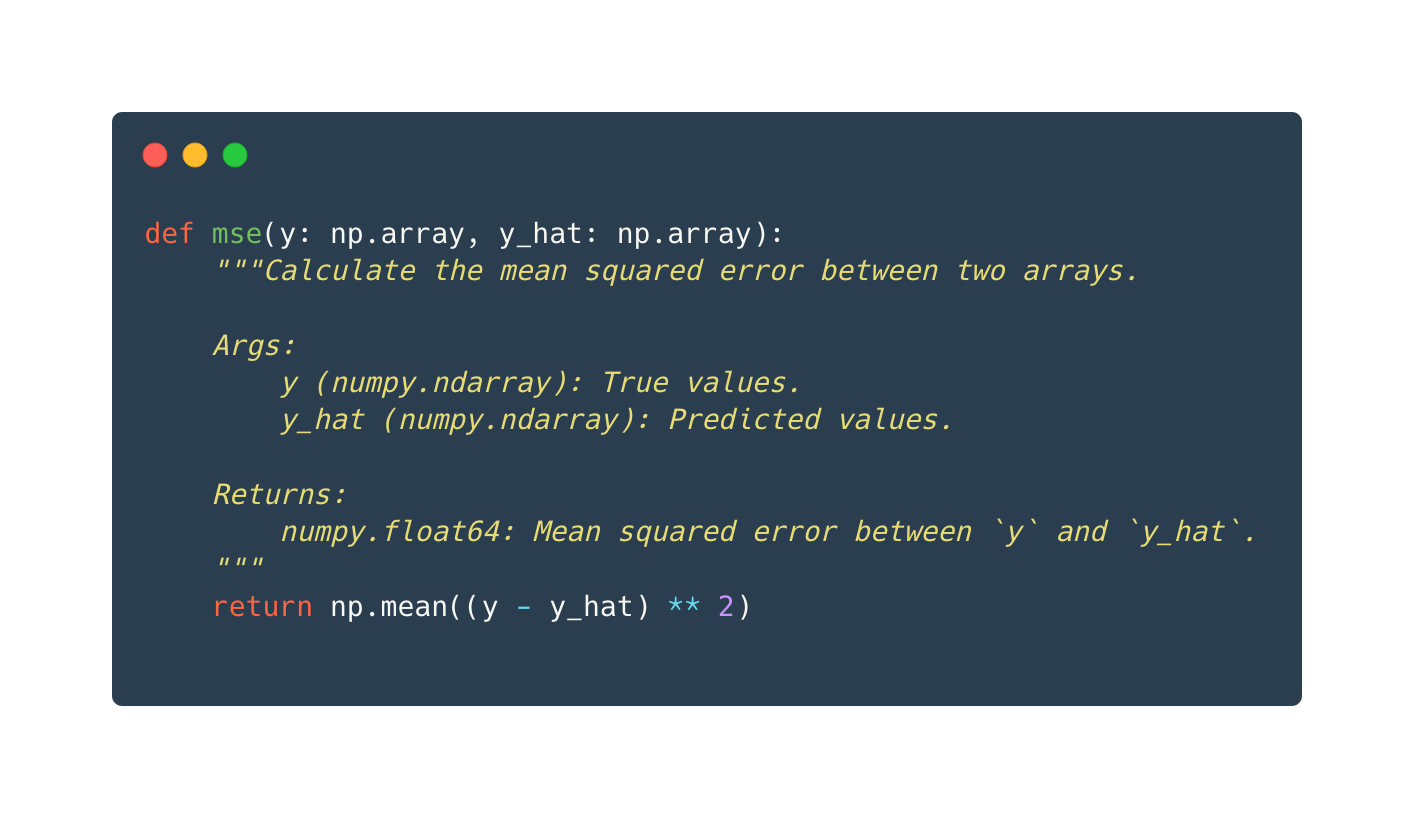 def mse(y: np.array, y_hat: np.array):
    """Calculate the mean squared error between two arrays.

    Args:
        y (numpy.ndarray): True values.
        y_hat (numpy.ndarray): Predicted values.

    Returns:
        numpy.float64: Mean squared error between `y` and `y_hat`.
    """
    return np.mean((y - y_hat) ** 2)